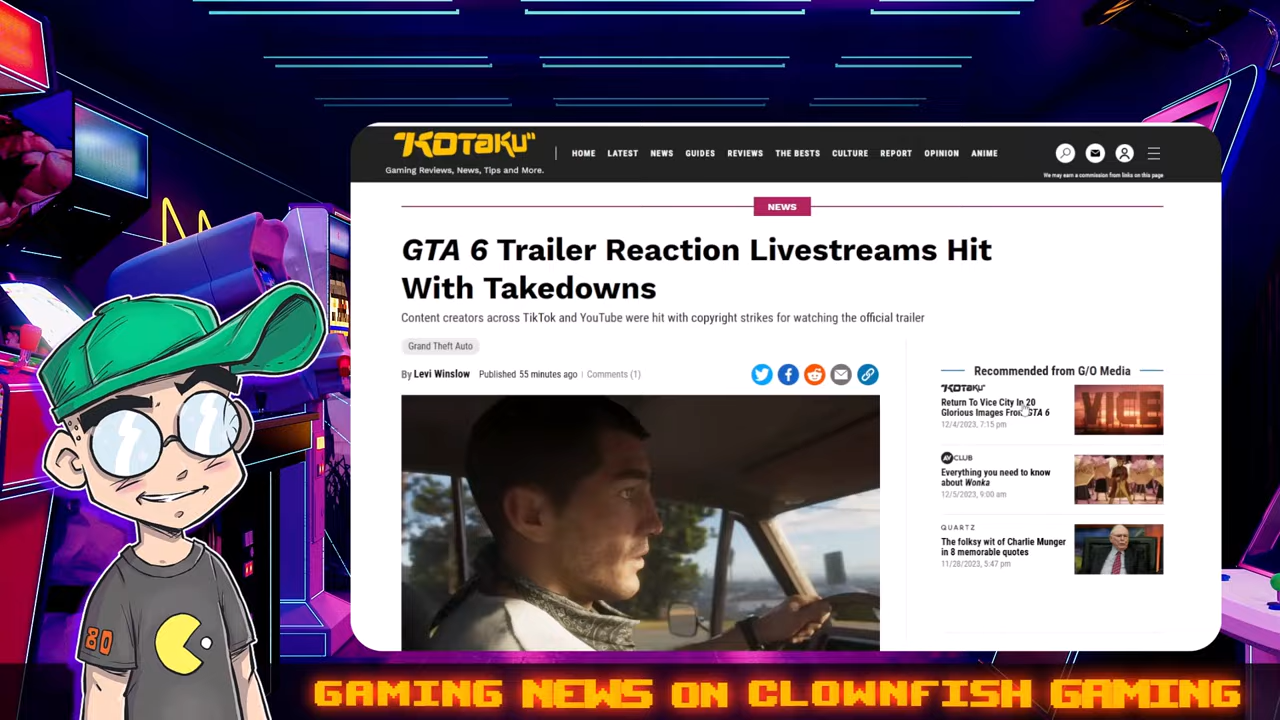 "KOTaKU"
Gaming Reviews, News, Tips and More.
HOME LATEST NEWS GUIDES REVIEWS THE BESTS CULTURE REPORT OPINION ANIME
We may earn a commission from links on this page
NEWS
GTA 6 Trailer Reaction Livestreams Hit
With Takedowns
Content creators across TikTok and YouTube were hit with copyright strikes for watching the official trailer
Grand Theft Auto
By Levi Winslow Published 55 minutes ago | Comments (1)
Recommended from G/O Media
"KOTaKU"
Return To Vice City In 20
Glorious Images From GTA 6
12/4/2023, 7:15 pm
VICE
AV CLUB
Everything you need to know
about Wonka
12/5/2023, 9:00 am
QUARTZ
The folksy wit of Charlie Munger
in 8 memorable quotes
11/28/2023, 5:47 pm
80
GAMING NEWS ON CLOWNFISH GAMING